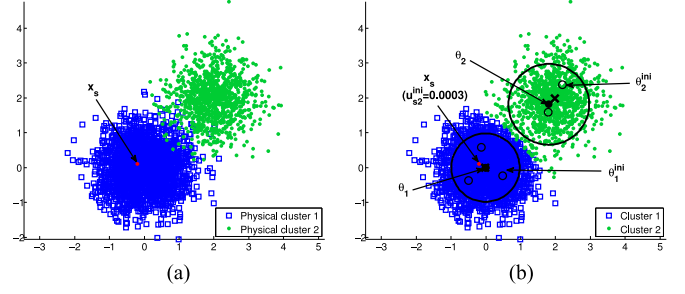 4
3
2
1
0
−1
−2
−3 −2 −1 0 1 2 3 4 5
x_s
Physical cluster 1
Physical cluster 2
(a)
4
3
2
1
0
−1
−2
−3 −2 −1 0 1 2 3 4 5
θ_2
x_s
(u_{s2}^{ini}=0.0003)
θ_2^{ini}
θ_1
θ_1^{ini}
Cluster 1
Cluster 2
(b)